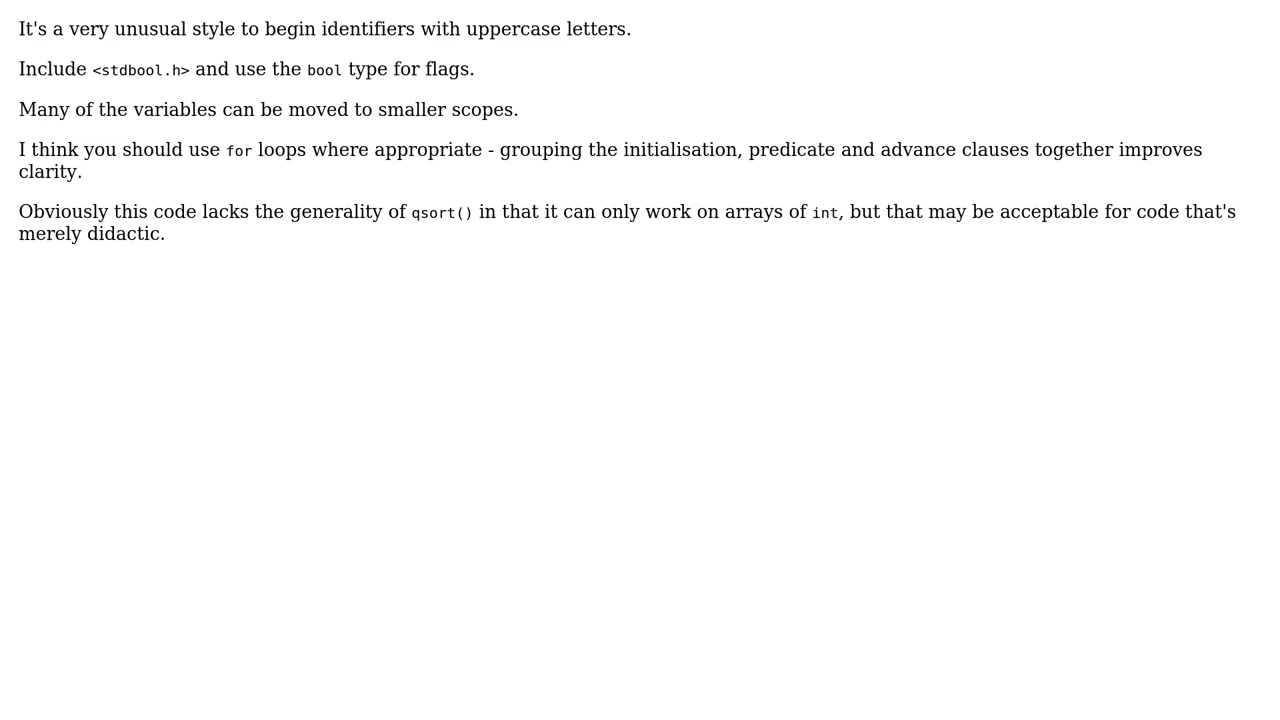 It's a very unusual style to begin identifiers with uppercase letters.
Include <stdbool.h> and use the bool type for flags.
Many of the variables can be moved to smaller scopes.
I think you should use for loops where appropriate - grouping the initialisation, predicate and advance clauses together improves
clarity.
Obviously this code lacks the generality of qsort() in that it can only work on arrays of int, but that may be acceptable for code that's
merely didactic.